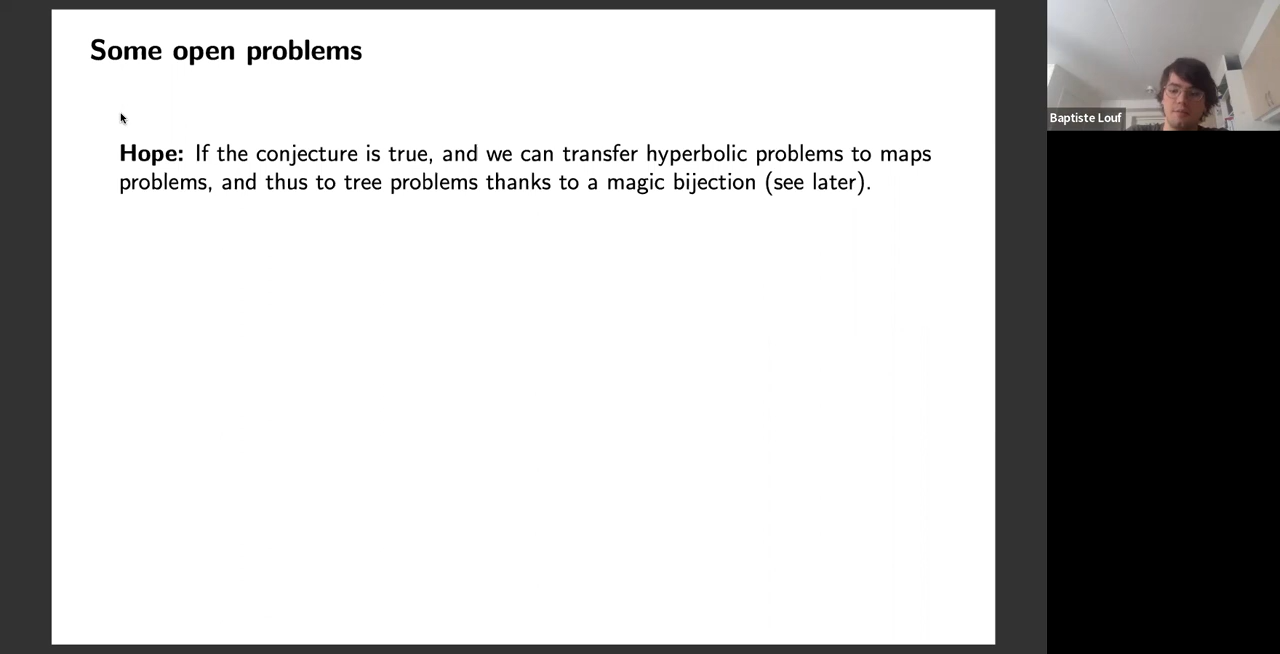 Some open problems
Baptiste Louf
Hope: If the conjecture is true, and we can transfer hyperbolic problems to maps
problems, and thus to tree problems thanks to a magic bijection (see later).